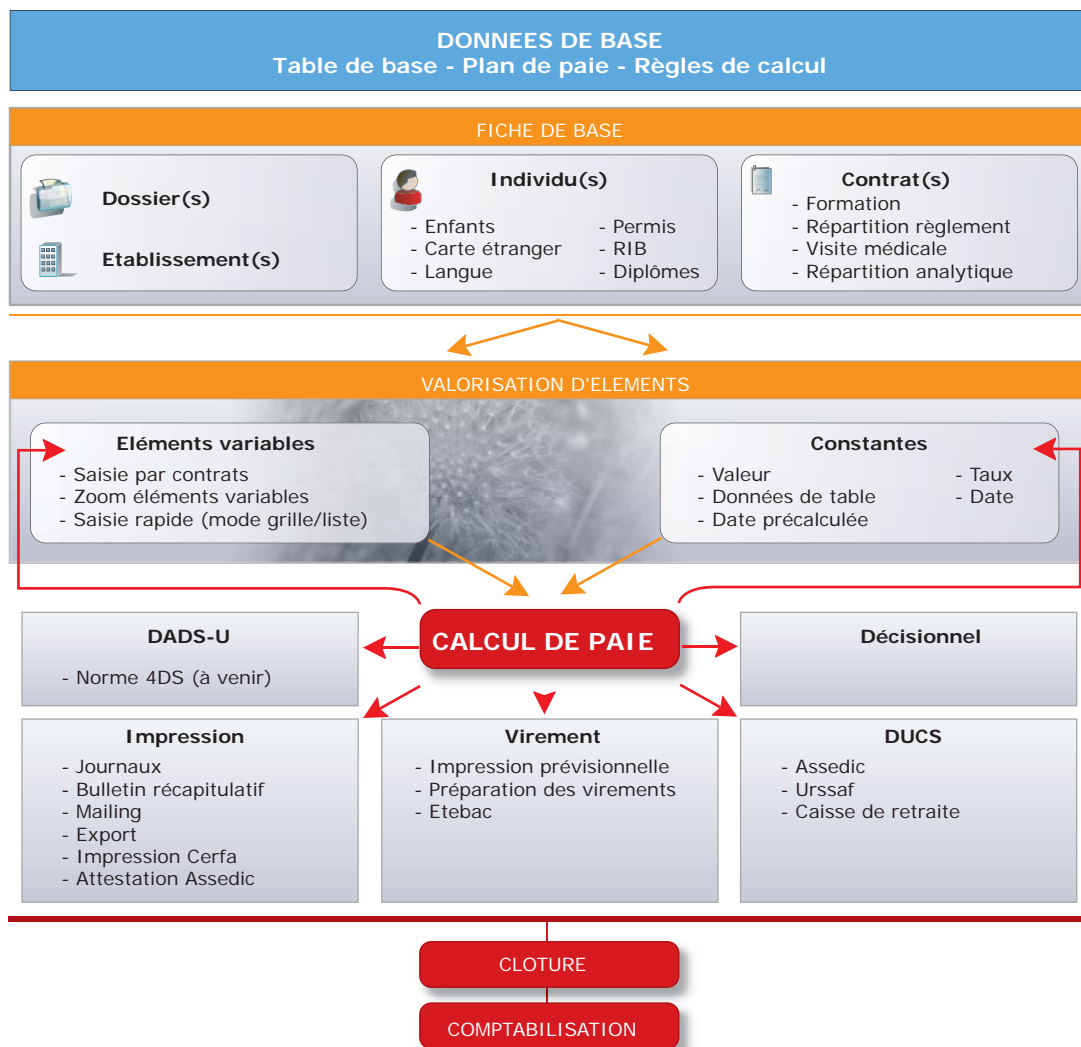 DONNEES DE BASE
Table de base - Plan de paie - Règles de calcul
FICHE DE BASE
Dossier(s)
Etablissement(s)
Individu(s)
- Enfants
- Carte étranger
- Langue
- Permis
- RIB
- Diplômes
Contrat(s)
- Formation
- Répartition règlement
- Visite médicale
- Répartition analytique
VALORISATION D'ELEMENTS
Eléments variables
- Saisie par contrats
- Zoom éléments variables
- Saisie rapide (mode grille/liste)
Constantes
- Valeur
- Données de table
- Date précalculée
- Taux
- Date
CALCUL DE PAIE
DADS-U
- Norme 4DS (à venir)
Décisionnel
Impression
- Journaux
- Bulletin récapitulatif
- Mailing
- Export
- Impression Cerfa
- Attestation Assedic
Virement
- Impression prévisionnelle
- Préparation des virements
- Etebac
DUCS
- Assedic
- Urssaf
- Caisse de retraite
CLOTURE
COMPTABILISATION